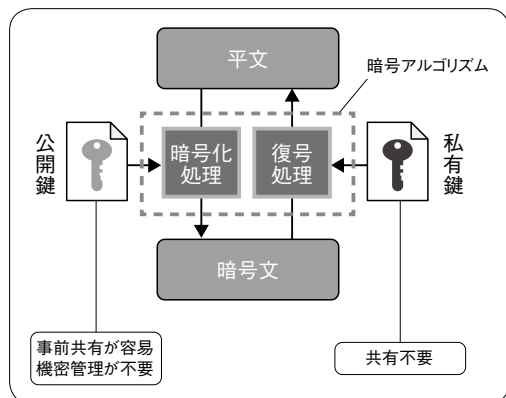 平文
暗号アルゴリズム
公開鍵
暗号化
処理
復号
処理
私有鍵
暗号文
事前共有が容易
機密管理が不要
共有不要